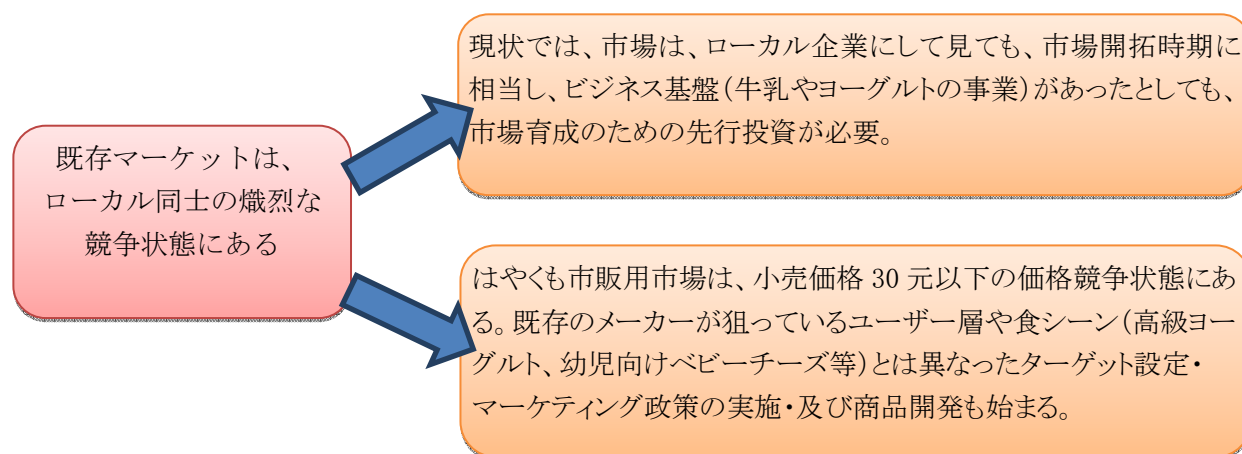 既存マーケットは、
ローカル同士の熾烈な
競争状態にある
現状では、市場は、ローカル企業にして見ても、市場開拓時期に
相当し、ビジネス基盤(牛乳やヨーグルトの事業)があったとしても、
市場育成のための先行投資が必要。
はやくも市販用市場は、小売価格 30 元以下の価格競争状態にあ
る。既存のメーカーが狙っているユーザー層や食シーン(高級ヨー
グルト、幼児向けベビーチーズ等)とは異なったターゲット設定・
マーケティング政策の実施・及び商品開発も始まる。